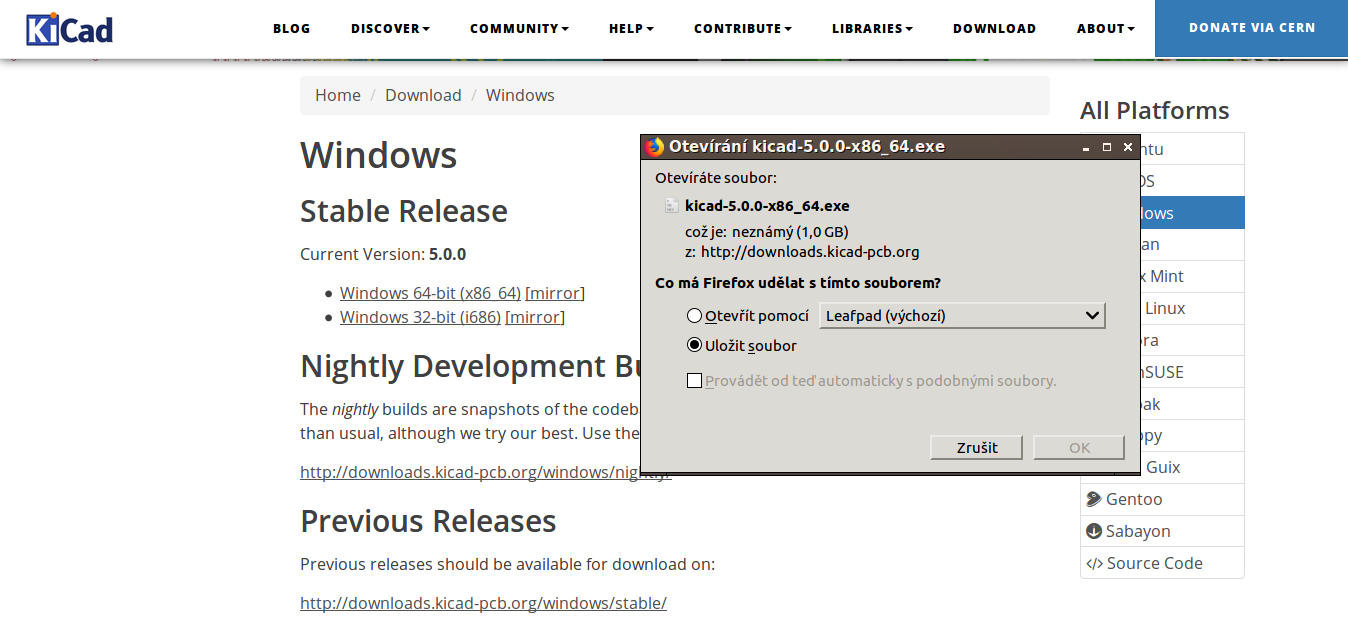 KiCad
BLOG DISCOVER COMMUNITY HELP CONTRIBUTE LIBRARIES DOWNLOAD ABOUT DONATE VIA CERN
Home / Download / Windows
Windows
Stable Release
Current Version: 5.0.0
Windows 64-bit (x86_64) [mirror]
Windows 32-bit (i686) [mirror]
Nightly Development Bu
The nightly builds are snapshots of the codeba
than usual, although we try our best. Use the
http://downloads.kicad-pcb.org/windows/nightly/
Previous Releases
Previous releases should be available for download on:
http://downloads.kicad-pcb.org/windows/stable/
Otevírání kicad-5.0.0-x86_64.exe
Otevíráte soubor:
kicad-5.0.0-x86_64.exe
což je: neznámý (1,0 GB)
z: http://downloads.kicad-pcb.org
Co má Firefox udělat s tímto souborem?
Otevřít pomocí Leafpad (výchozí)
Uložit soubor
Provádět od teď automaticky s podobnými soubory.
Zrušit OK
All Platforms
ntu
OS
dows
an
x Mint
Linux
ora
nSUSE
pak
ppy
Guix
Gentoo
Sabayon
</> Source Code